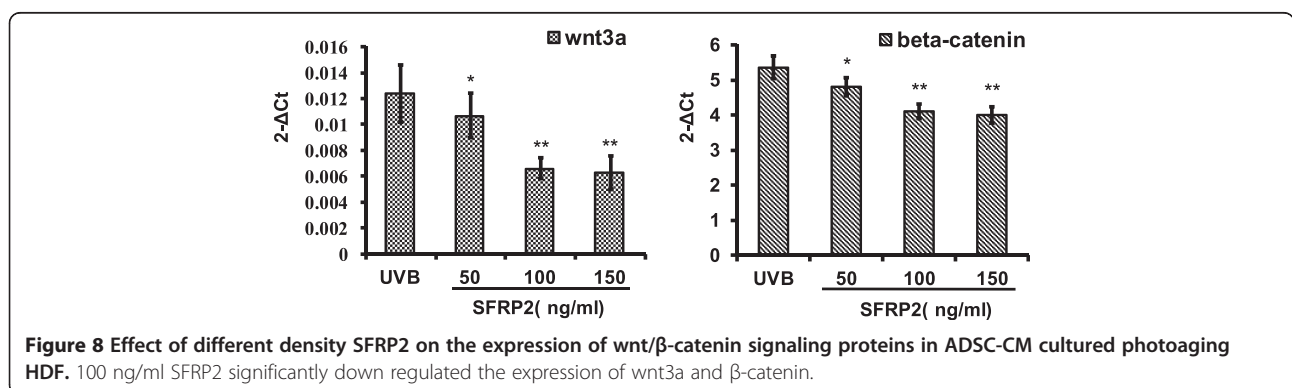 wnt3a
0.016
0.014
0.012
0.01
0.008
0.006
0.004
0.002
0
2-ΔCt
*
**
**
UVB 50 100 150
SFRP2( ng/ml)
beta-catenin
6
5
4
3
2
1
0
2-ΔCt
*
**
**
UVB 50 100 150
SFRP2( ng/ml)
Figure 8 Effect of different density SFRP2 on the expression of wnt/β-catenin signaling proteins in ADSC-CM cultured photoaging
HDF. 100 ng/ml SFRP2 significantly down regulated the expression of wnt3a and β-catenin.